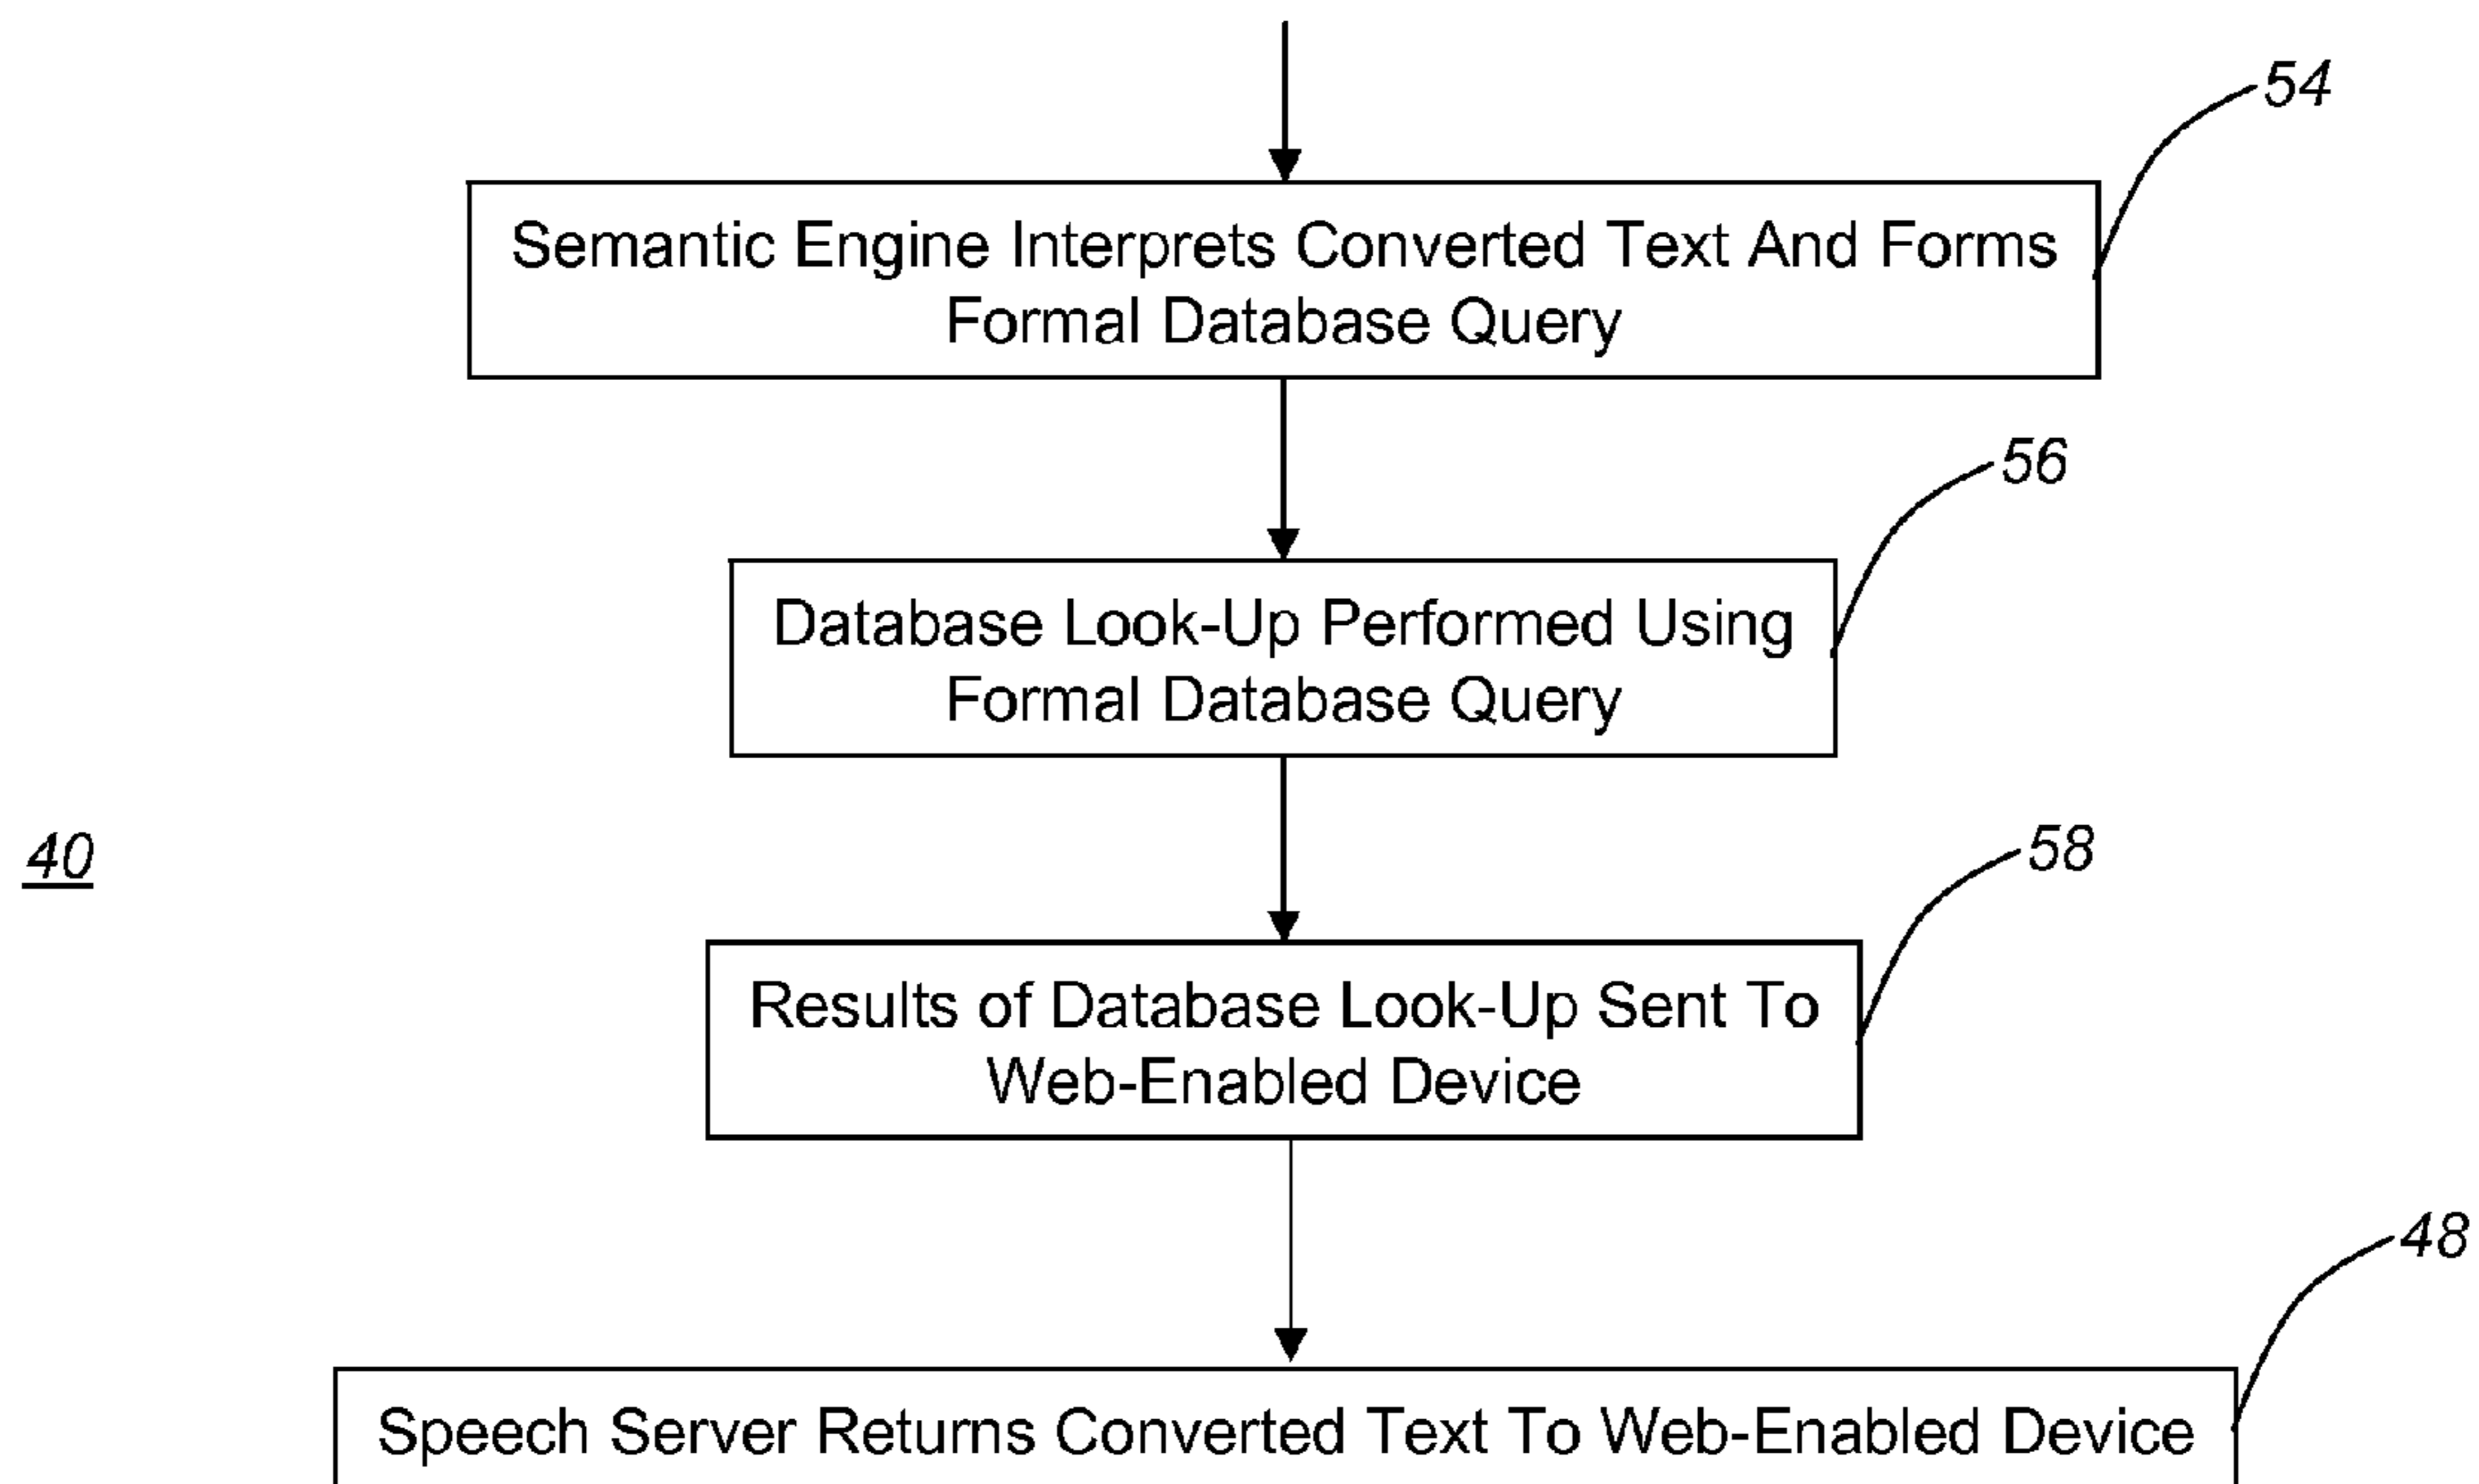 54
Semantic Engine Interprets Converted Text And Forms
Formal Database Query
56
Database Look-Up Performed Using
Formal Database Query
40
58
Results of Database Look-Up Sent To
Web-Enabled Device
48
Speech Server Returns Converted Text To Web-Enabled Device